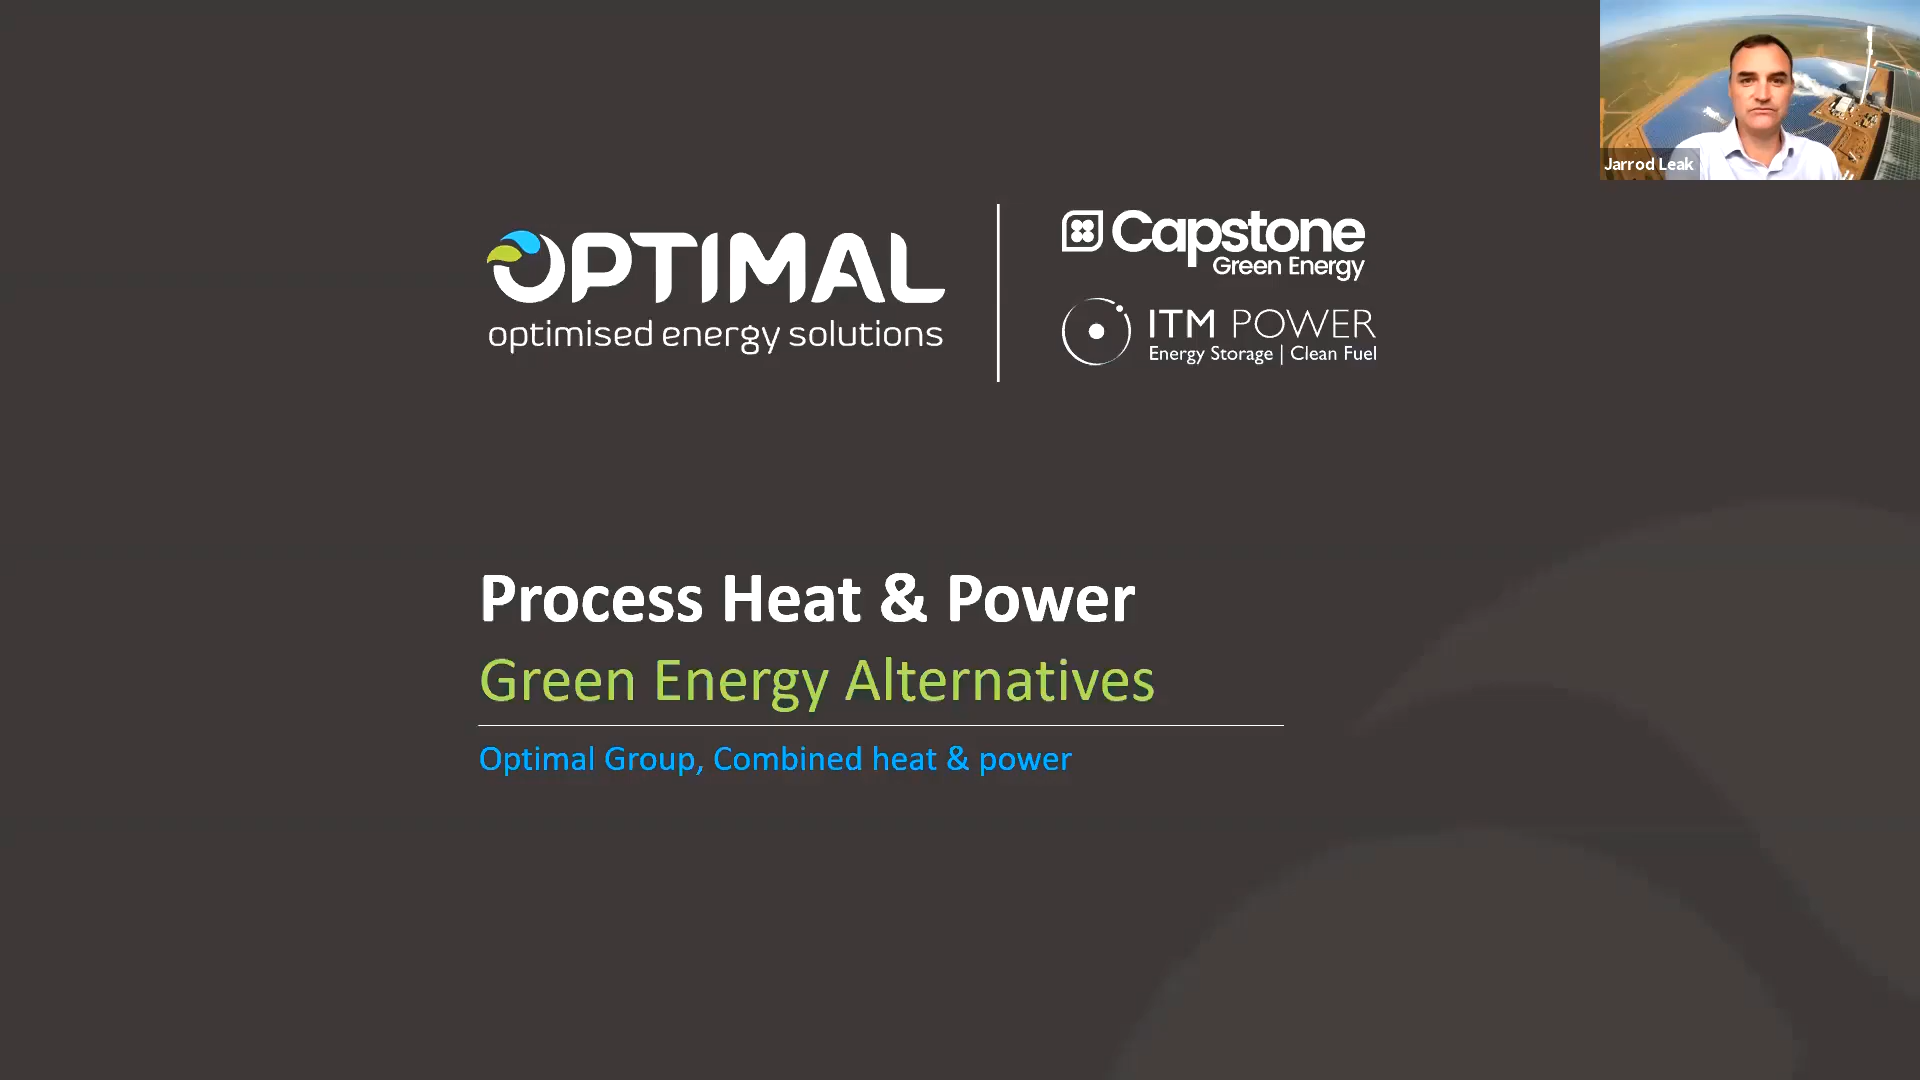 OPTIMAL
optimised energy solutions
Capstone
Green Energy
ITM POWER
Energy Storage | Clean Fuel
Jarrod Leak
Process Heat & Power
Green Energy Alternatives
Optimal Group, Combined heat & power